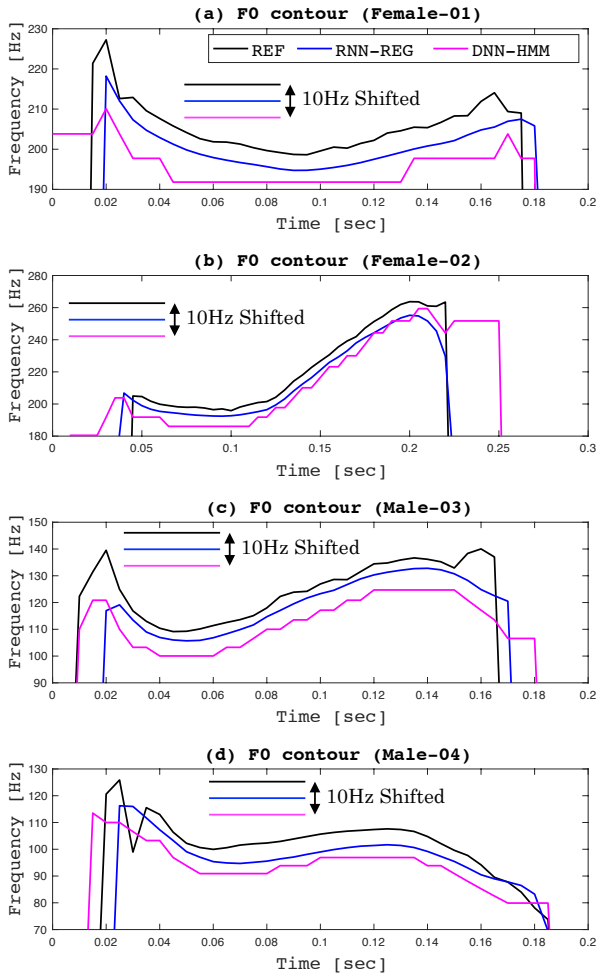 (a) F0 contour (Female-01)
Frequency [Hz]
230
220
210
200
190
REF RNN-REG DNN-HMM
10Hz Shifted
0 0.02 0.04 0.06 0.08 0.1 0.12 0.14 0.16 0.18 0.2
Time [sec]
(b) F0 contour (Female-02)
Frequency [Hz]
280
260
240
220
200
180
10Hz Shifted
0.05 0.1 0.15 0.2 0.25 0.3
Time [sec]
(c) F0 contour (Male-03)
Frequency [Hz]
150
140
130
120
110
100
90
10Hz Shifted
0 0.02 0.04 0.06 0.08 0.1 0.12 0.14 0.16 0.18 0.2
Time [sec]
(d) F0 contour (Male-04)
Frequency [Hz]
130
120
110
100
90
80
70
10Hz Shifted
0 0.02 0.04 0.06 0.08 0.1 0.12 0.14 0.16 0.18 0.2
Time [sec]